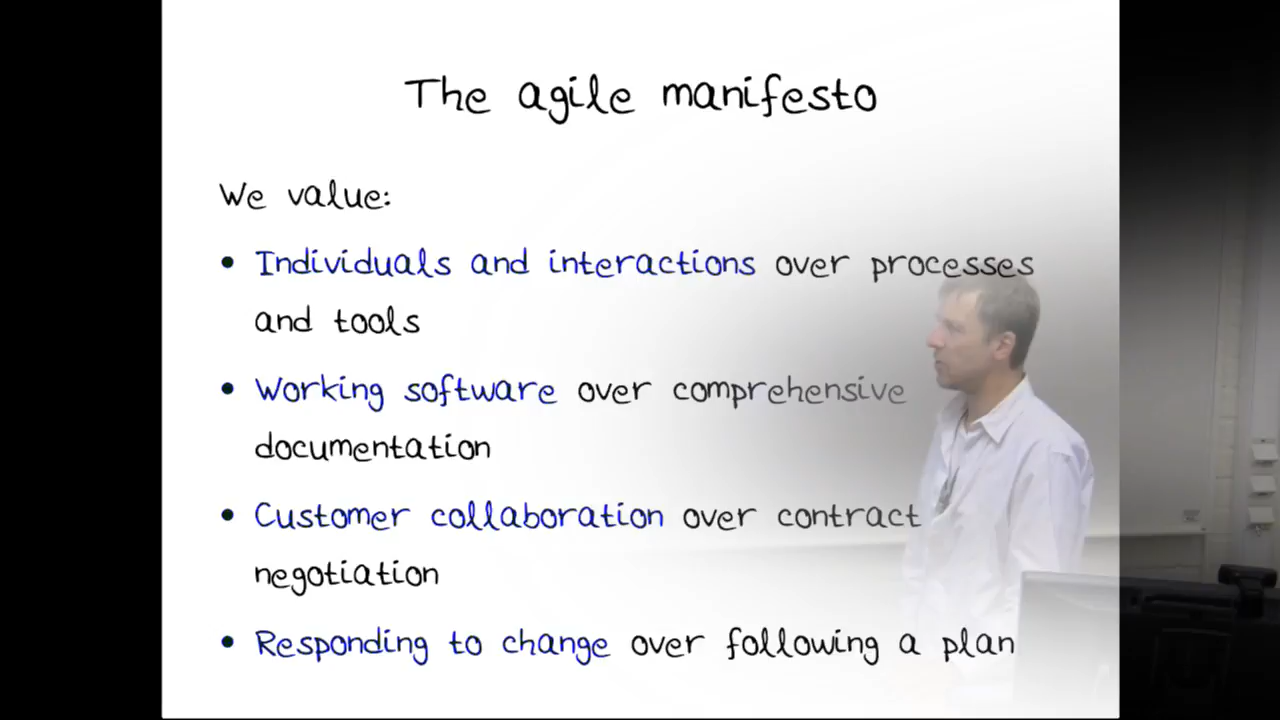 The agile manifesto
We value:
• Individuals and interactions over processes
and tools
• Working software over comprehensive
documentation
• Customer collaboration over contract
negotiation
• Responding to change over following a plan